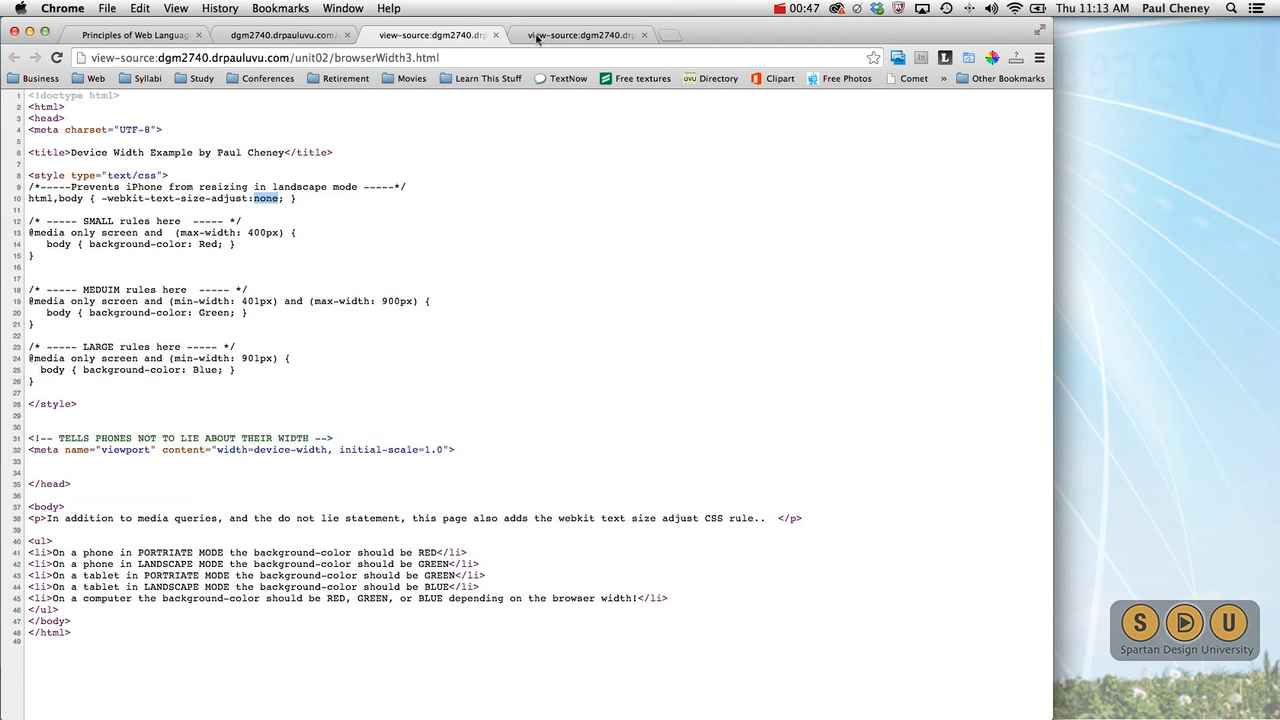 Chrome File Edit View History Bookmarks Window Help 00:47 Thu 11:13 AM Paul Cheney
Principles of Web Languag dgm2740.drpauluvu.com/ view-source:dgm2740.drp view-source:dgm2740.drp
view-source:dgm2740.drpauluvu.com/unit02/BrowserWidth3.html
Business Web Syllabi Study Conferences Retirement Movies Learn This Stuff TextNow Free textures UVU Directory Clipart Free Photos Comet » Other Bookmarks
1 <!doctype html>
2 <html>
3 <head>
4 <meta charset="UTF-8">
5
6 <title>Device Width Example by Paul Cheney</title>
7
8 <style type="text/css">
9 /*-----Prevents iPhone from resizing in landscape mode -----*/
10 html,body { -webkit-text-size-adjust:none; }
11
12 /* ----- SMALL rules here ----- */
13 @media only screen and (max-width: 400px) {
14 body { background-color: Red; }
15 }
16
17
18 /* ----- MEDUIM rules here ----- */
19 @media only screen and (min-width: 401px) and (max-width: 900px) {
20 body { background-color: Green; }
21 }
22
23 /* ----- LARGE rules here ----- */
24 @media only screen and (min-width: 901px) {
25 body { background-color: Blue; }
26 }
27
28 </style>
29
30
31 <!-- TELLS PHONES NOT TO LIE ABOUT THEIR WIDTH -->
32 <meta name="viewport" content="width=device-width, initial-scale=1.0">
33
34
35 </head>
36
37 <body>
38 <p>In addition to media queries, and the do not lie statement, this page also adds the webkit text size adjust CSS rule.. </p>
39
40 <ul>
41 <li>On a phone in PORTRIATE MODE the background-color should be RED</li>
42 <li>On a phone in LANDSCAPE MODE the background-color should be GREEN</li>
43 <li>On a tablet in PORTRIATE MODE the background-color should be GREEN</li>
44 <li>On a tablet in LANDSCAPE MODE the background-color should be BLUE</li>
45 <li>On a computer the background-color should be RED, GREEN, or BLUE depending on the browser width!</li>
46 </ul>
47 </body>
48 </html>
49
S D U
Spartan Design University